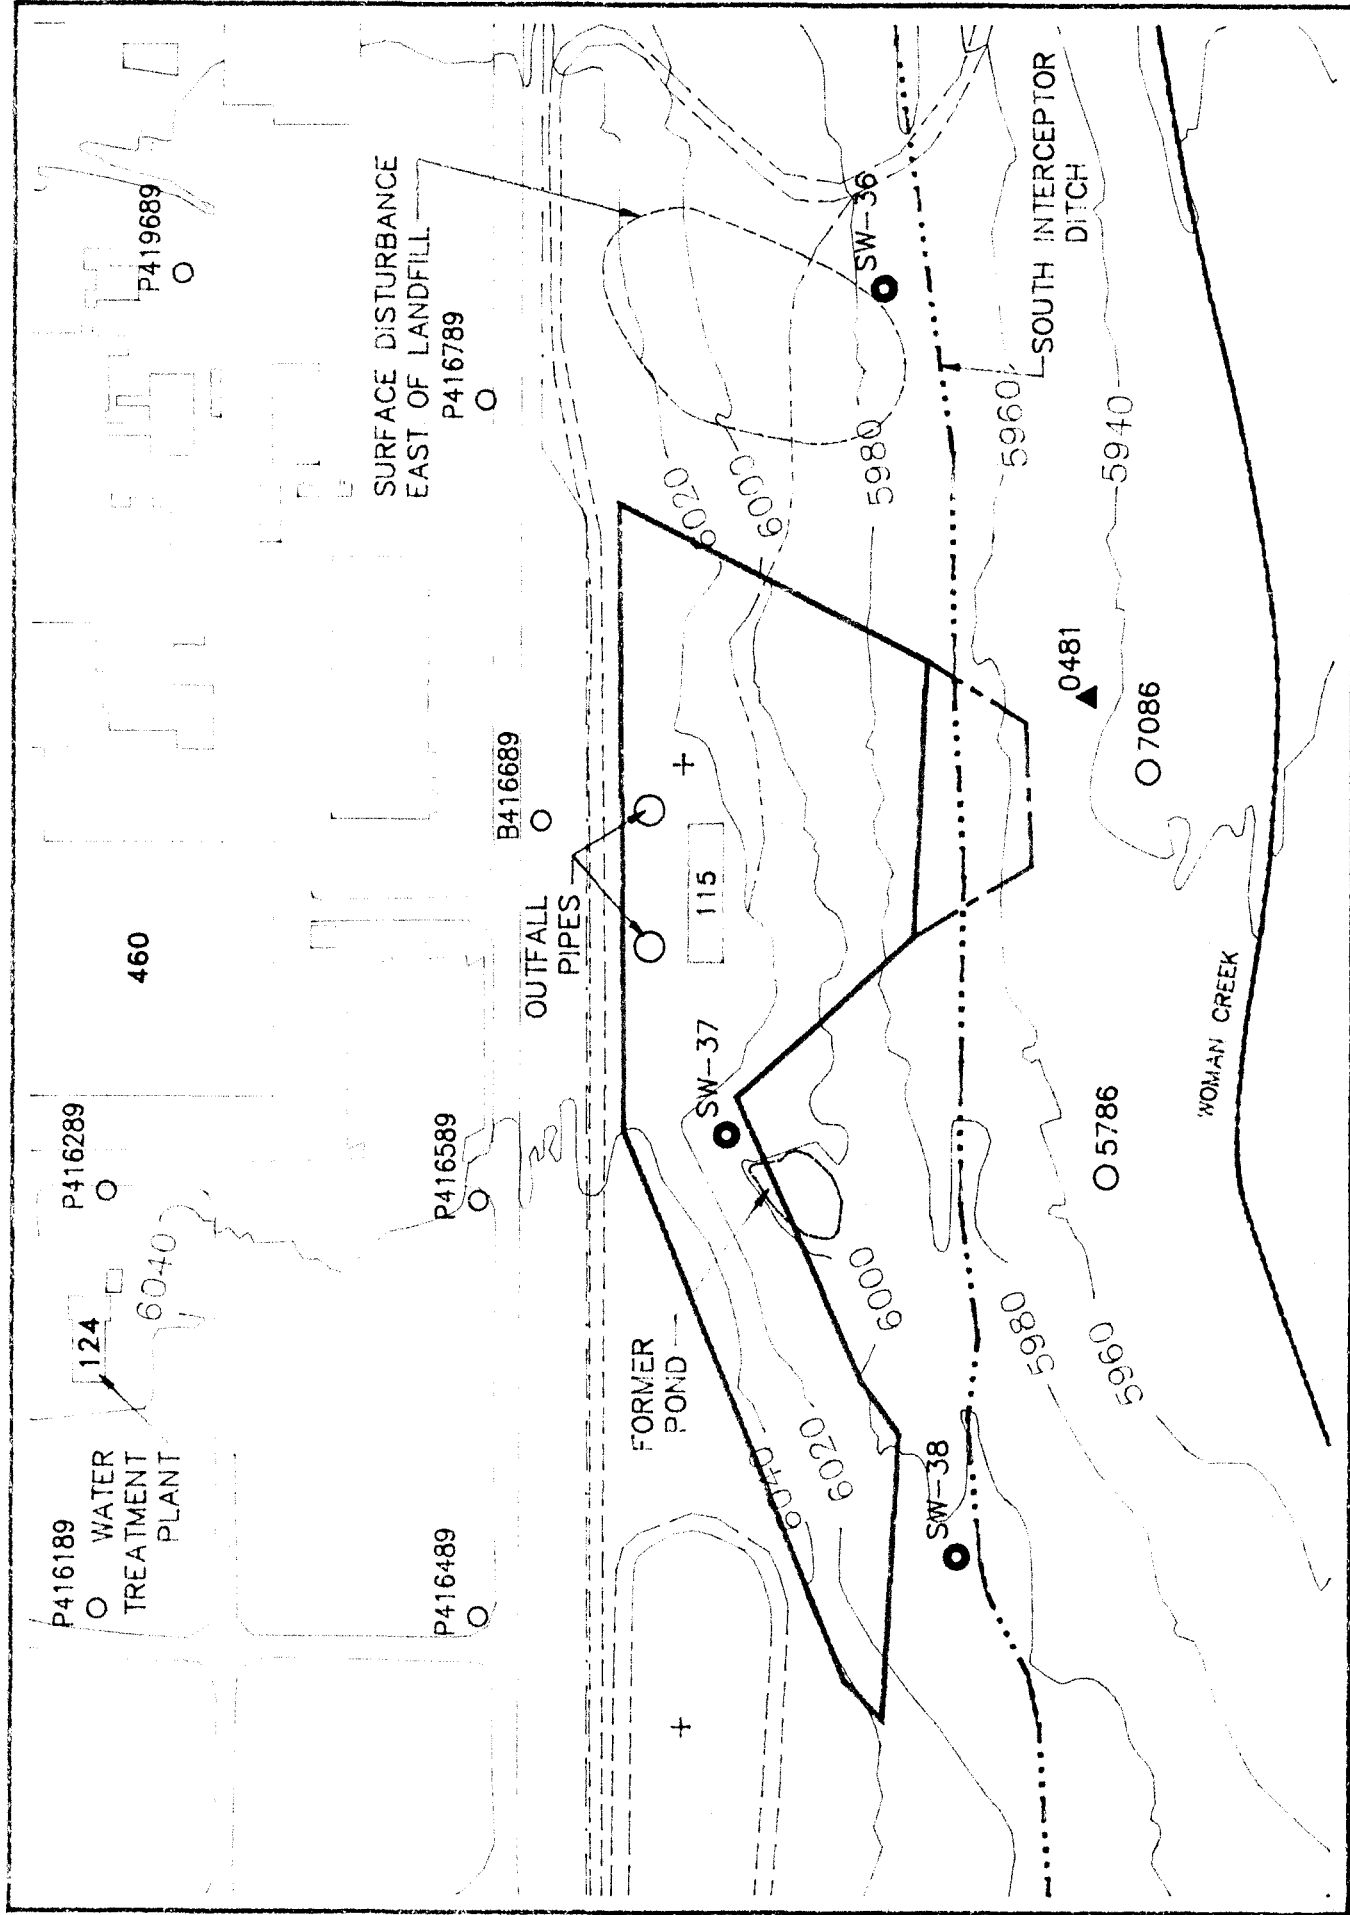 P416189
WATER
TREATMENT
PLANT
124
6040
P416289
460
P419689
P416489
P416589
B416689
OUTFALL
PIPES
SURFACE DISTURBANCE
EAST OF LANDFILL
P416789
FORMER
POND
6040
6020
6000
SW-37
115
6020
6000
5980
SW-36
SW-38
5980
5960
5960
5940
SOUTH INTERCEPTOR
DITCH
0481
7086
5786
WOMAN CREEK